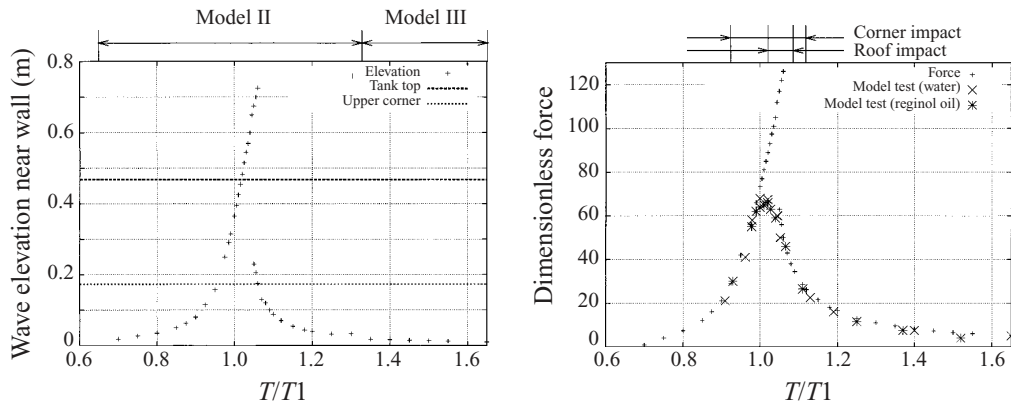 Model II
Model III
Wave elevation near wall (m)
0.8
0.6
0.4
0.2
0
Elevation
Tank top
Upper corner
0.6
0.8
1.0
1.2
1.4
1.6
T/T1
Corner impact
Roof impact
Dimensionless force
120
100
80
60
40
20
0
Force
Model test (water)
Model test (reginol oil)
0.6
0.8
1.0
1.2
1.4
1.6
T/T1